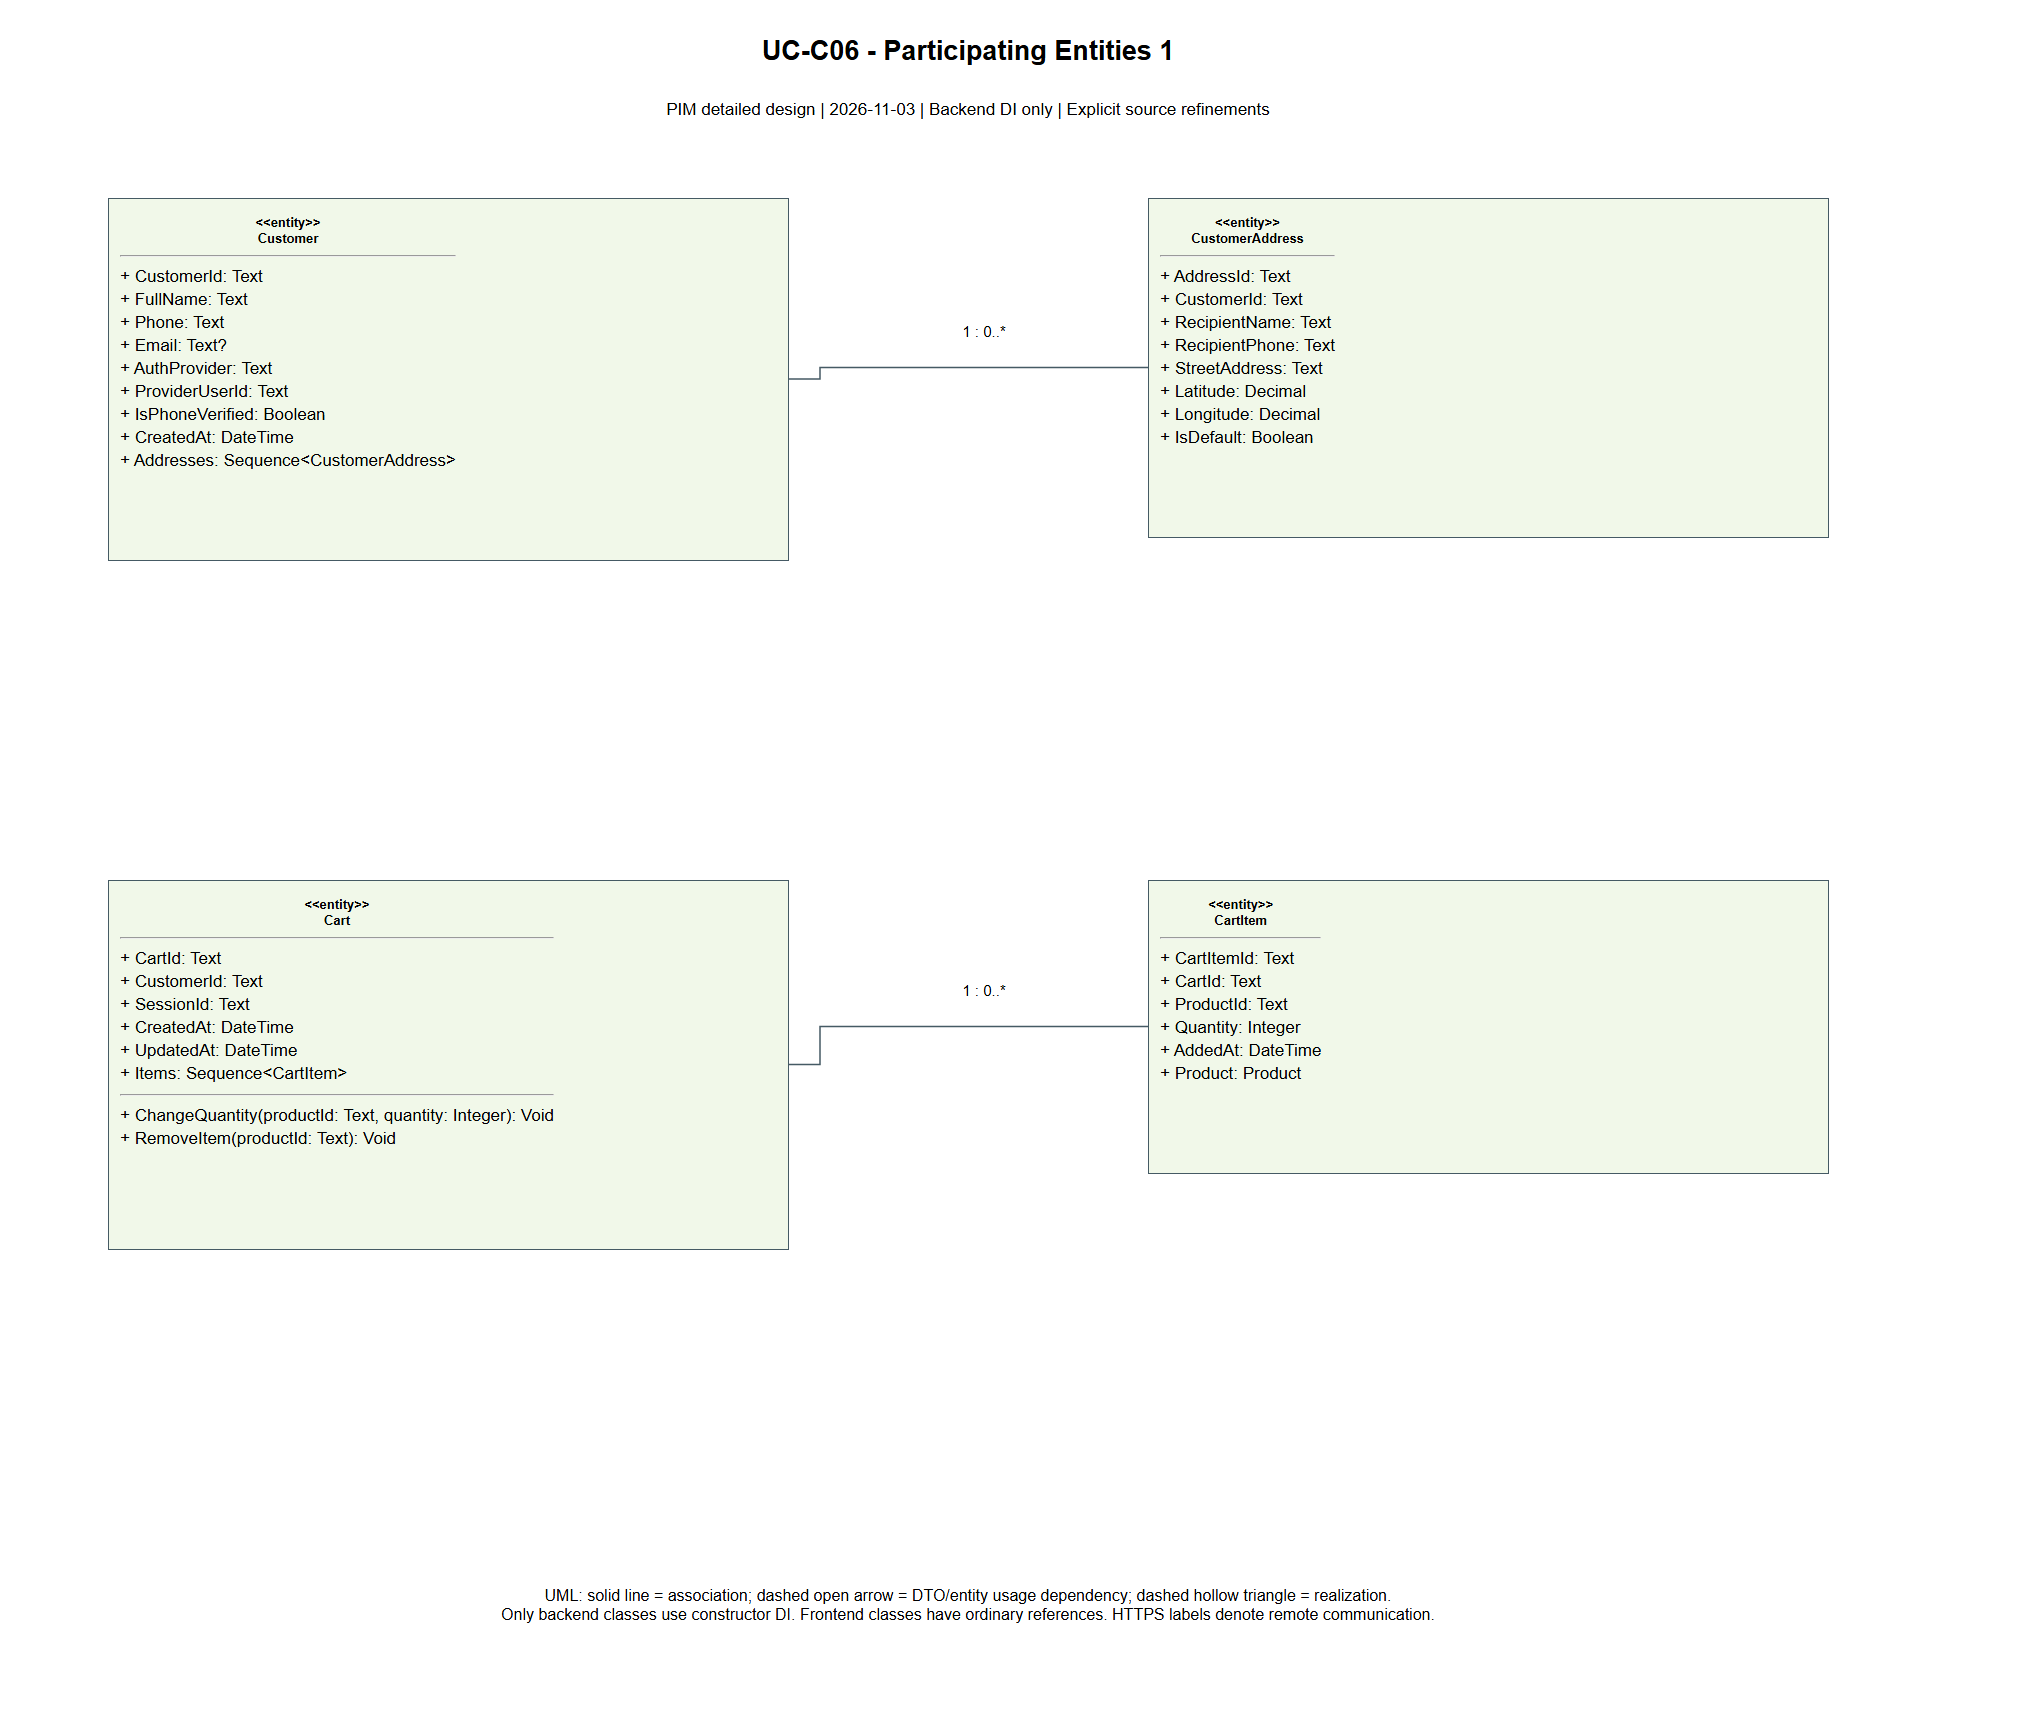 UC-C06 - Participating Entities 1
PIM detailed design | 2026-11-03 | Backend DI only | Explicit source refinements
<<entity>>
Customer
+ CustomerId: Text
+ FullName: Text
+ Phone: Text
+ Email: Text?
+ AuthProvider: Text
+ ProviderUserId: Text
+ IsPhoneVerified: Boolean
+ CreatedAt: DateTime
+ Addresses: Sequence<CustomerAddress>
1 : 0..*
<<entity>>
CustomerAddress
+ AddressId: Text
+ CustomerId: Text
+ RecipientName: Text
+ RecipientPhone: Text
+ StreetAddress: Text
+ Latitude: Decimal
+ Longitude: Decimal
+ IsDefault: Boolean
<<entity>>
Cart
+ CartId: Text
+ CustomerId: Text
+ SessionId: Text
+ CreatedAt: DateTime
+ UpdatedAt: DateTime
+ Items: Sequence<CartItem>
+ ChangeQuantity(productId: Text, quantity: Integer): Void
+ RemoveItem(productId: Text): Void
1 : 0..*
<<entity>>
CartItem
+ CartItemId: Text
+ CartId: Text
+ ProductId: Text
+ Quantity: Integer
+ AddedAt: DateTime
+ Product: Product
UML: solid line = association; dashed open arrow = DTO/entity usage dependency; dashed hollow triangle = realization.
Only backend classes use constructor DI. Frontend classes have ordinary references. HTTPS labels denote remote communication.